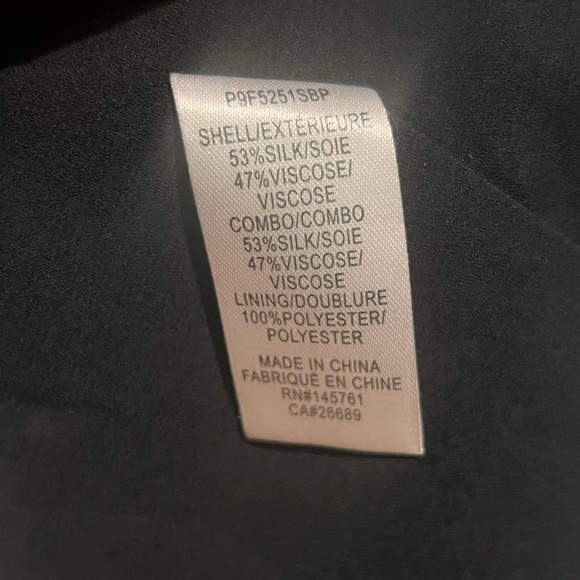 P9F5251SBP
SHELL/EXTÉRIEURE
53%SILK/SOIE
47%VISCOSE/
VISCOSE
COMBO/COMBO
53%SILK/SOIE
47%VISCOSE/
VISCOSE
LINING/DOUBLURE
100%POLYESTER/
POLYESTER
MADE IN CHINA
FABRIQUÉ EN CHINE
RN#145761
CA#26689